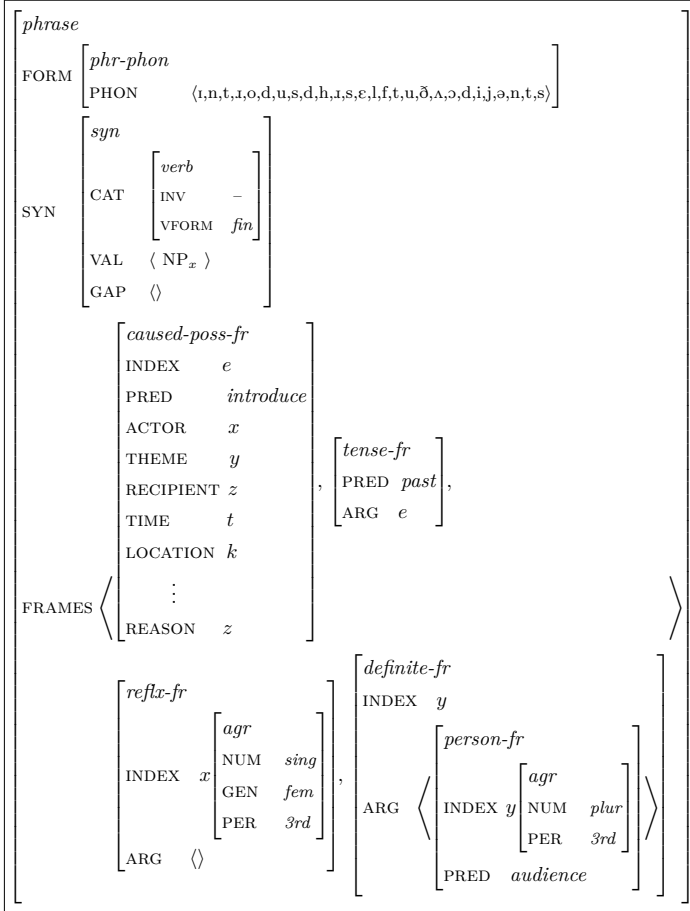 phrase
FORM phr-phon
PHON ⟨ɪ,n,t,ɹ,o,d,u,s,d,h,ɪ,s,ɛ,l,f,t,u,ð,ʌ,ɔ,d,i,j,ə,n,t,s⟩
SYN syn
CAT verb
INV –
VFORM fin
VAL ⟨ NPₓ ⟩
GAP ⟨⟩
FRAMES ⟨ caused-poss-fr
INDEX e
PRED introduce
ACTOR x
THEME y
RECIPIENT z
TIME t
LOCATION k
⋮
REASON z
, tense-fr
PRED past
ARG e
,
reflx-fr
INDEX x agr
NUM sing
GEN fem
PER 3rd
ARG ⟨⟩
, definite-fr
INDEX y
ARG ⟨ person-fr
INDEX y agr
NUM plur
PER 3rd
PRED audience ⟩ ⟩